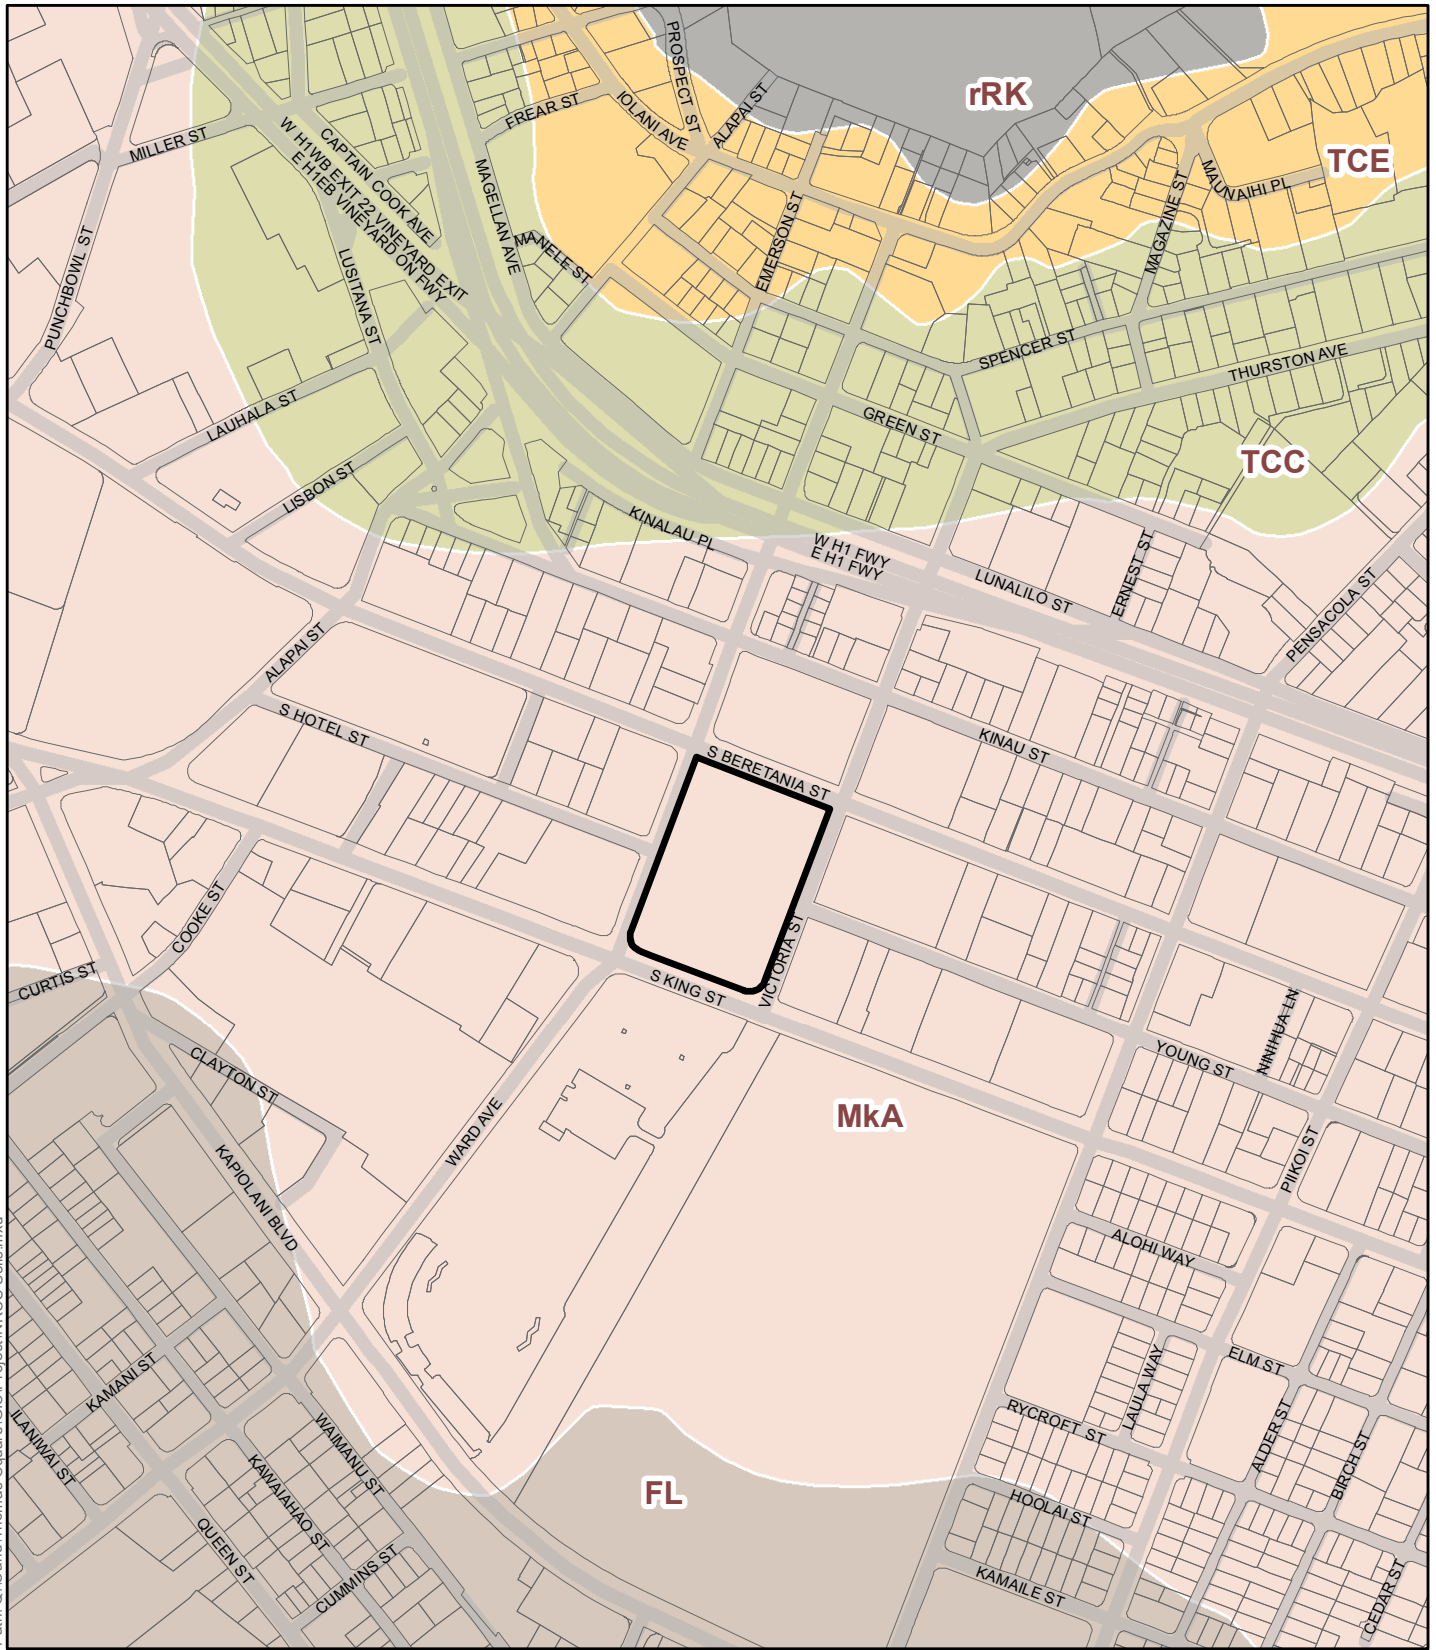 PROSPECT ST
rRK
ALAPAI ST
IOLANI AVE
FREAR ST
MILLER ST
CAPTAIN COOK AVE
W H1WB EXIT 22 VINEYARD EXIT
E H1EB VINEYARD ON FWY
MAGELLAN AVE
TCE
MAUNAIHI PL
MAGAZINE ST
EMERSON ST
MANELE ST
PUNCHBOWL ST
LUSITANA ST
SPENCER ST
THURSTON AVE
LAUHALA ST
GREEN ST
TCC
LISBON ST
KINALAU PL
W H1 FWY
E H1 FWY
LUNALILO ST
ERNEST ST
PENSACOLA ST
ALAPAI ST
S HOTEL ST
KINAU ST
S BERETANIA ST
COOKE ST
VICTORIA ST
S KING ST
CURTIS ST
NINIHUA LN
YOUNG ST
CLAYTON ST
WARD AVE
MkA
PIIKOI ST
KAPIOLANI BLVD
ALOHI WAY
ELM ST
KAMANI ST
LAULA WAY
RYCROFT ST
ALDER ST
BIRCH ST
ILANIWAI ST
WAIMANU ST
KAWAIAHAO ST
FL
HOOLAI ST
QUEEN ST
CUMMINS ST
KAMAILE ST
CEDAR ST